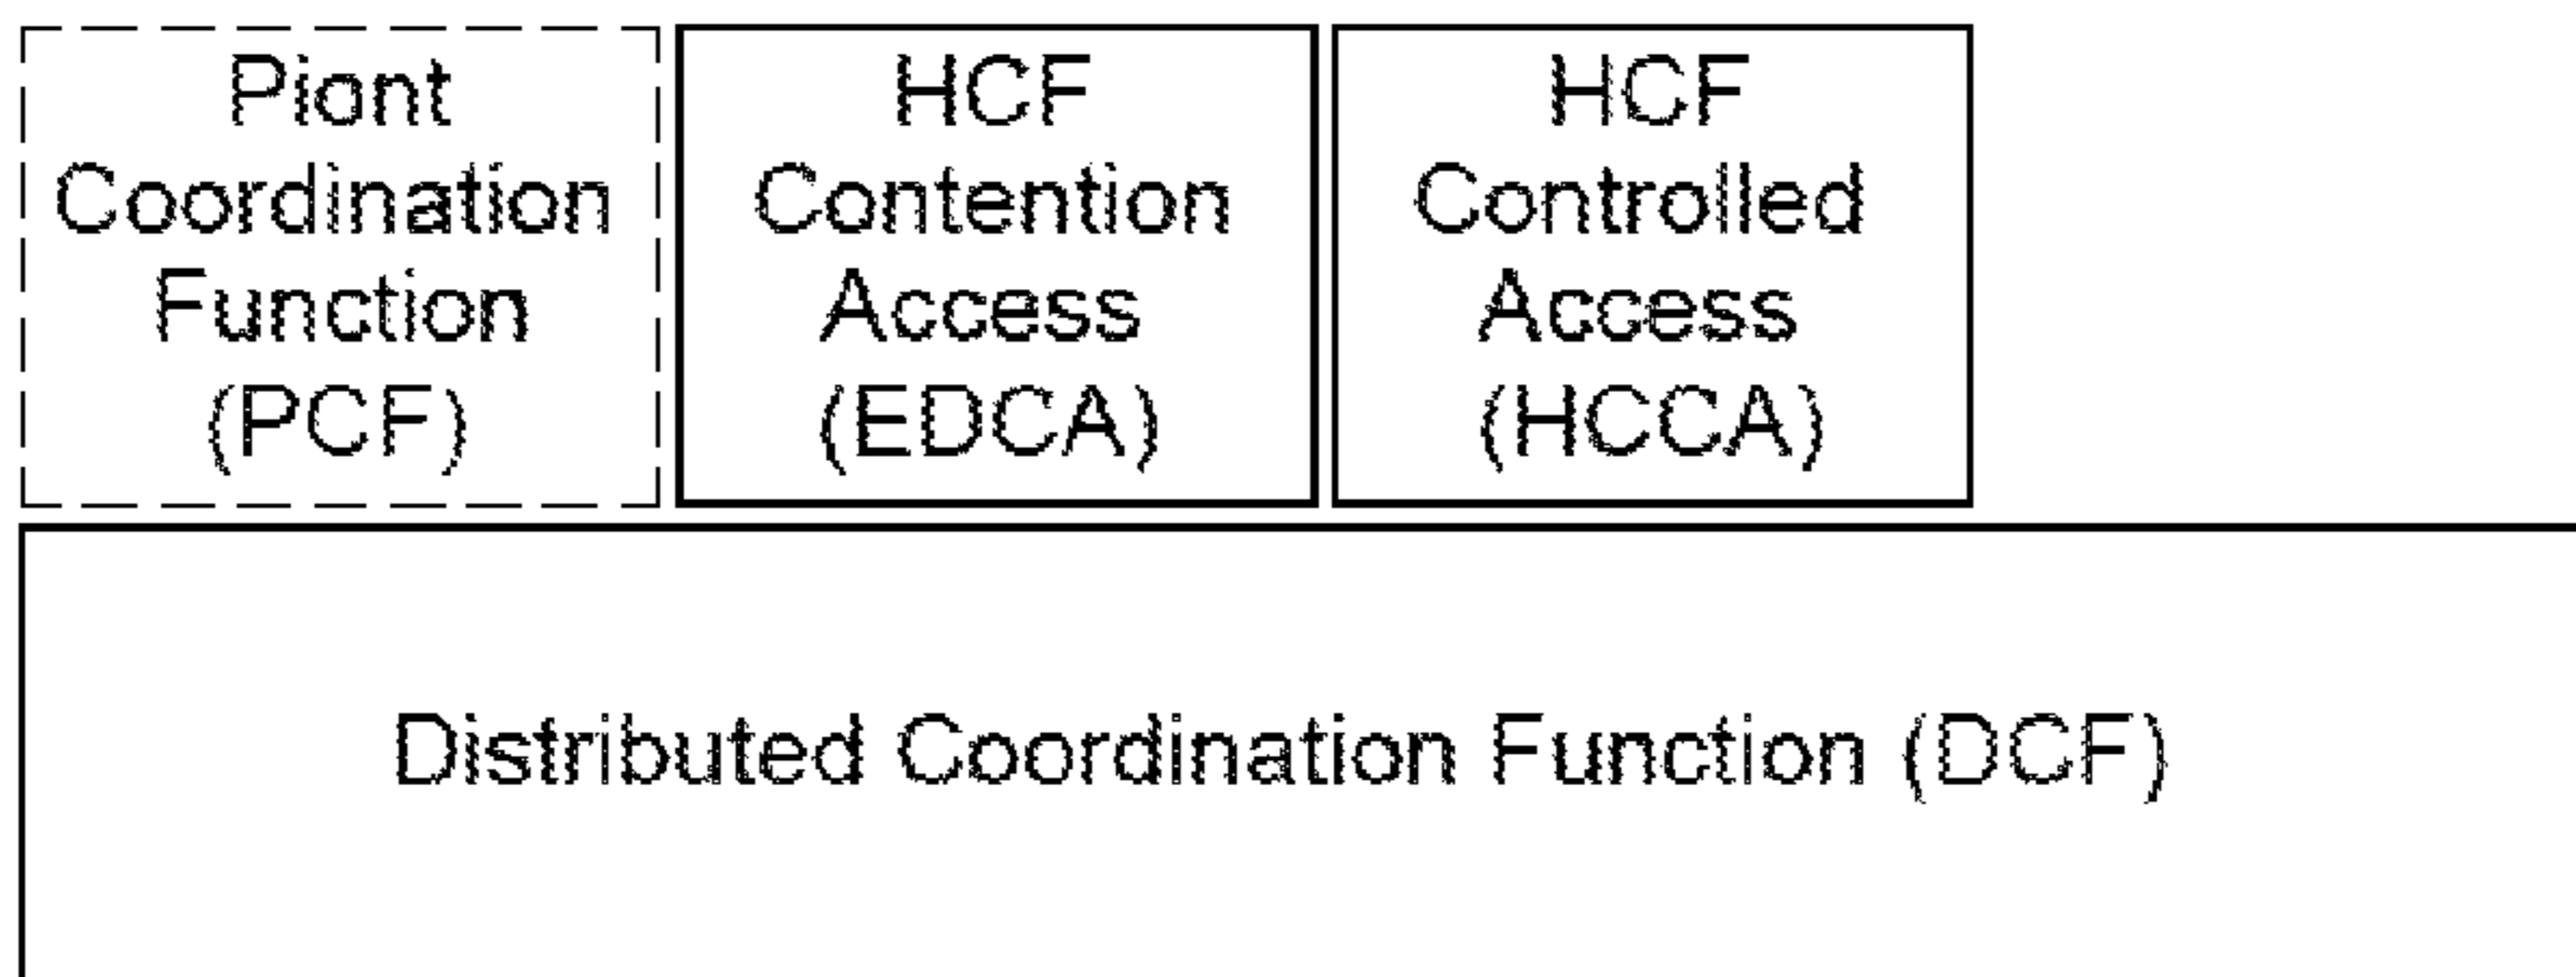 Piont
Coordination
Function
(PCF)
HCF
Contention
Access
(EDCA)
HCF
Controlled
Access
(HCCA)
Distributed Coordination Function (DCF)